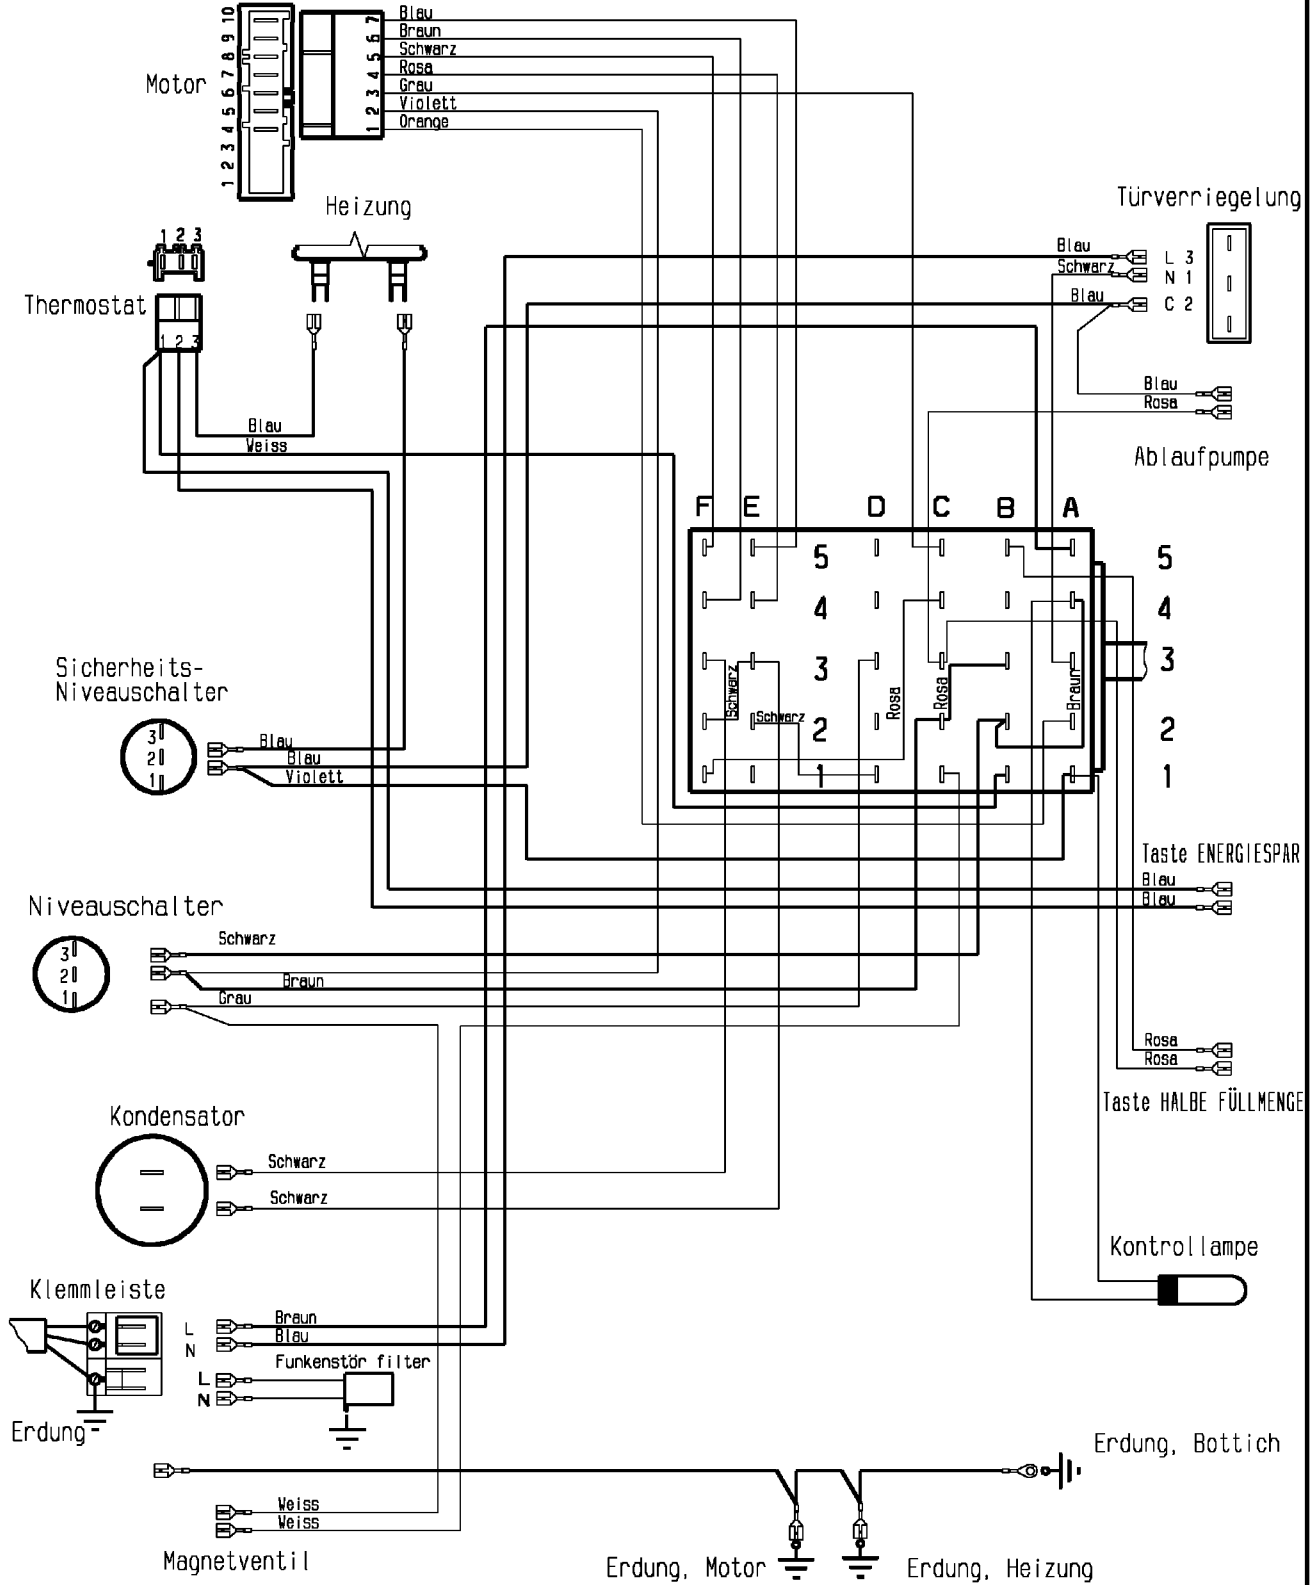 10
9
8
7
6
5
4
3
2
1
Motor
7
6
5
4
3
2
1
Blau
Braun
Schwarz
Rosa
Grau
Violett
Orange
Heizung
Türverriegelung
1 2 3
Blau
L 3
Schwarz
N 1
Blau
C 2
Thermostat
1 2 3
Blau
Rosa
Blau
Weiss
Ablaufpumpe
F E D C B A
5 5
4 4
3 3
2 2
1 1
Schwarz
Schwarz
Rosa
Rosa
Braun
Sicherheits-
Niveauschalter
3
2
1
Blau
Blau
Violett
Taste ENERGIESPAR
Blau
Blau
Niveauschalter
3
2
1
Schwarz
Braun
Grau
Rosa
Rosa
Taste HALBE FÜLLMENGE
Kondensator
Schwarz
Schwarz
Kontrollampe
Klemmleiste
L
N
Braun
Blau
Funkenstör filter
L
N
Erdung
Erdung, Bottich
Weiss
Weiss
Magnetventil
Erdung, Motor
Erdung, Heizung